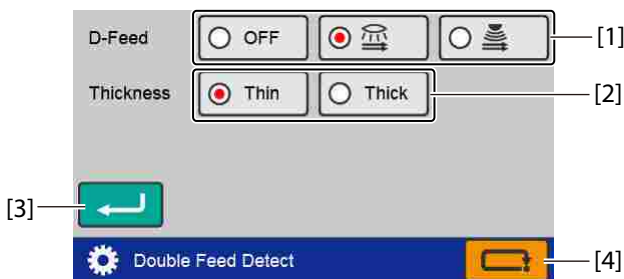 D-Feed OFF [1]
Thickness Thin Thick [2]
[3]
Double Feed Detect [4]